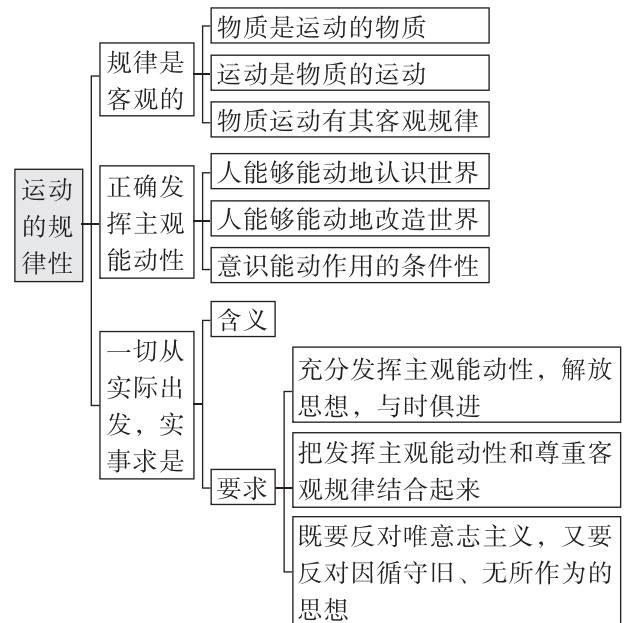 运动
的规
律性
规律是
客观的
物质是运动的物质
运动是物质的运动
物质运动有其客观规律
正确发
挥主观
能动性
人能够能动地认识世界
人能够能动地改造世界
意识能动作用的条件性
一切从
实际出
发，实
事求是
含义
要求
充分发挥主观能动性，解放
思想，与时俱进
把发挥主观能动性和尊重客
观规律结合起来
既要反对唯意志主义，又要
反对因循守旧、无所作为的
思想